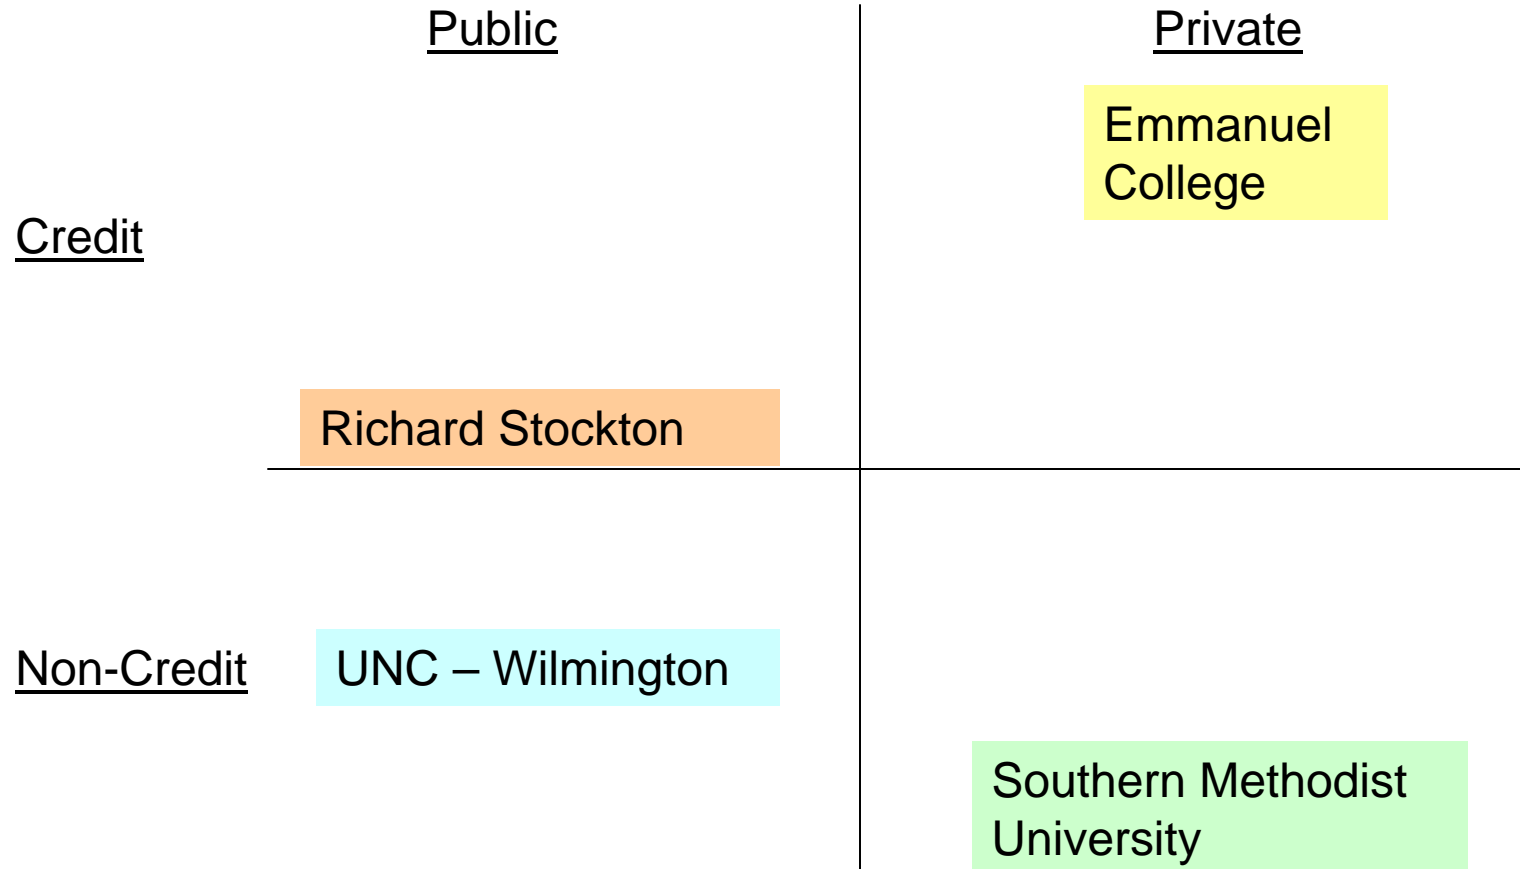 Public
Private
Emmanuel
College
Credit
Richard Stockton
Non-Credit
UNC – Wilmington
Southern Methodist
University